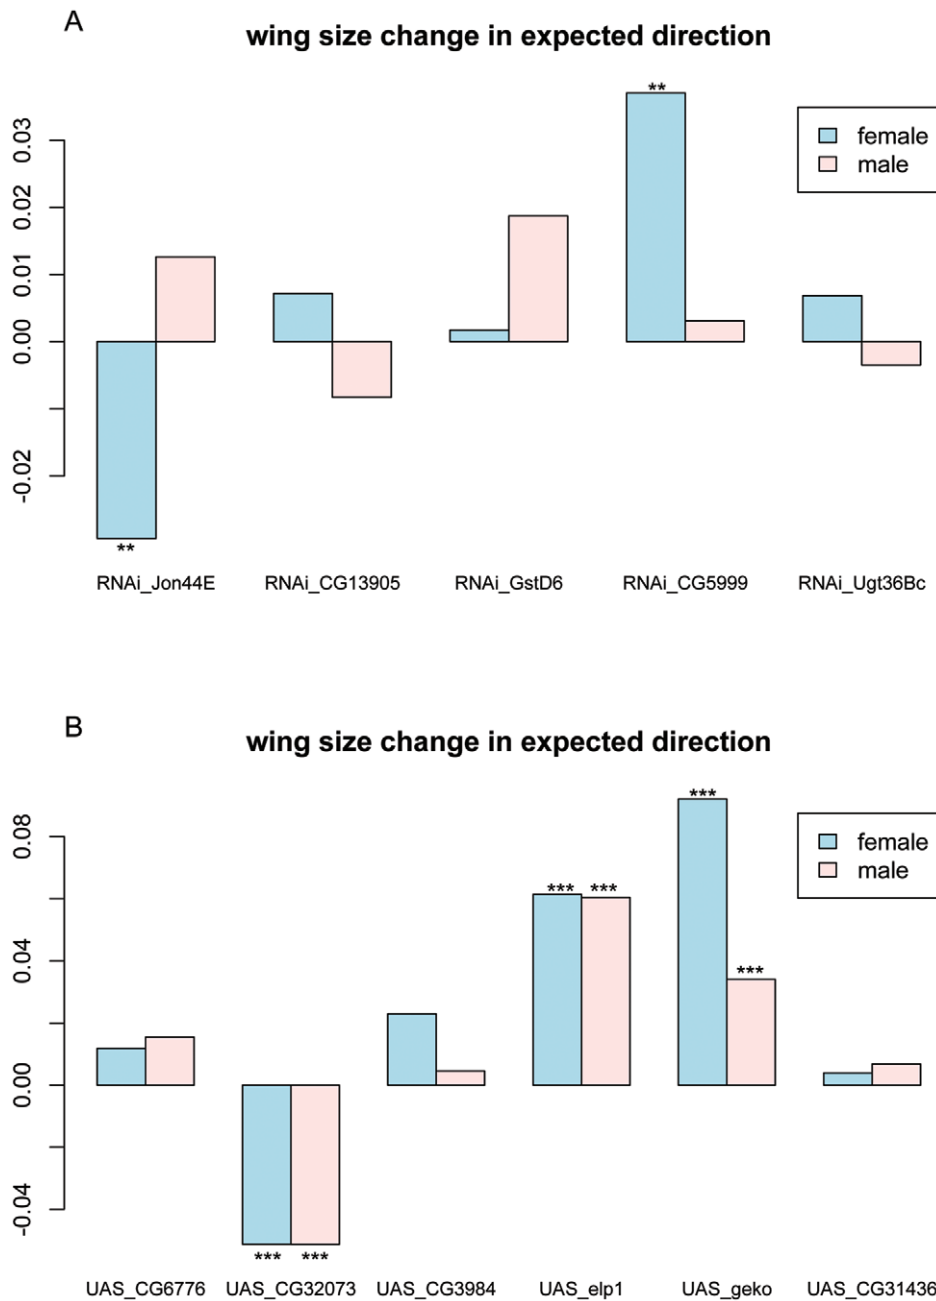 A
wing size change in expected direction
0.03
0.02
0.01
0.00
-0.02
**
**
female
male
RNAi_Jon44E RNAi_CG13905 RNAi_GstD6 RNAi_CG5999 RNAi_Ugt36Bc
B
wing size change in expected direction
0.08
0.04
0.00
-0.04
***
*** ***
***
*** ***
female
male
UAS_CG6776 UAS_CG32073 UAS_CG3984 UAS_elp1 UAS_geko UAS_CG31436